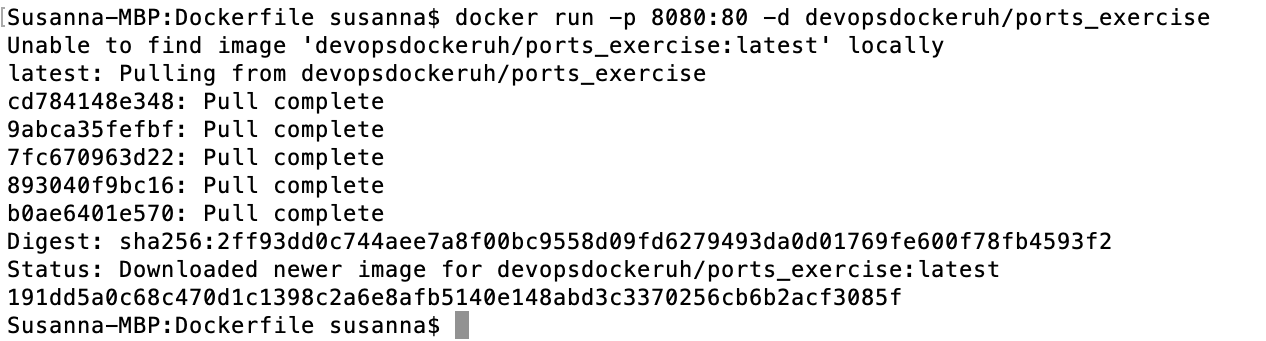 Susanna-MBP:Dockerfile susanna$ docker run -p 8080:80 -d devopsdockeruh/ports_exercise
Unable to find image 'devopsdockeruh/ports_exercise:latest' locally
latest: Pulling from devopsdockeruh/ports_exercise
cd784148e348: Pull complete
9abca35fefbf: Pull complete
7fc670963d22: Pull complete
893040f9bc16: Pull complete
b0ae6401e570: Pull complete
Digest: sha256:2ff93dd0c744aee7a8f00bc9558d09fd6279493da0d01769fe600f78fb4593f2
Status: Downloaded newer image for devopsdockeruh/ports_exercise:latest
191dd5a0c68c470d1c1398c2a6e8afb5140e148abd3c3370256cb6b2acf3085f
Susanna-MBP:Dockerfile susanna$